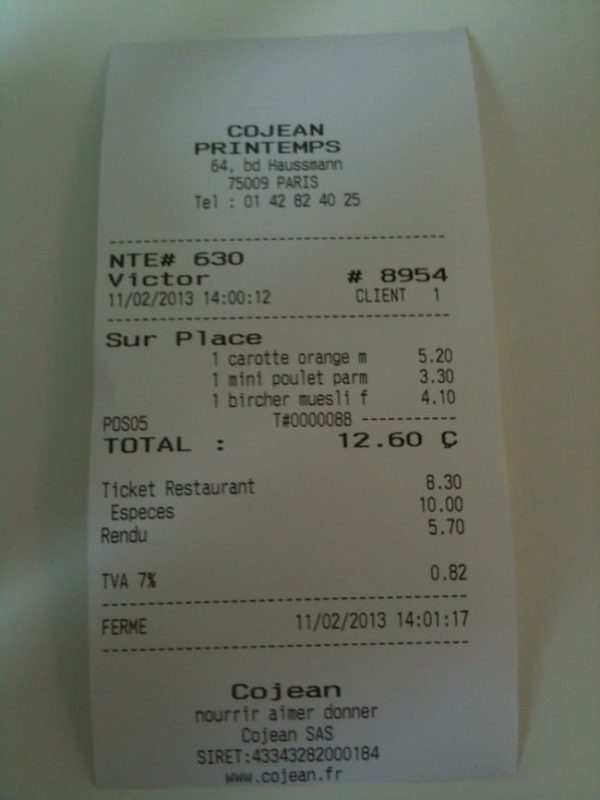 COJEAN
PRINTEMPS
64, bd Haussmann
75009 PARIS
Tel : 01 42 82 40 25
NTE# 630
Victor # 8954
11/02/2013 14:00:12 CLIENT 1
Sur Place
1 carotte orange m 5.20
1 mini poulet parm 3.30
1 bircher muesli f 4.10
POS05 T#0000088
TOTAL : 12.60 Ç
Ticket Restaurant 8.30
Especes 10.00
Rendu 5.70
TVA 7% 0.82
FERME 11/02/2013 14:01:17
Cojean
nourrir aimer donner
Cojean SAS
SIRET:43343282000184
www.cojean.fr